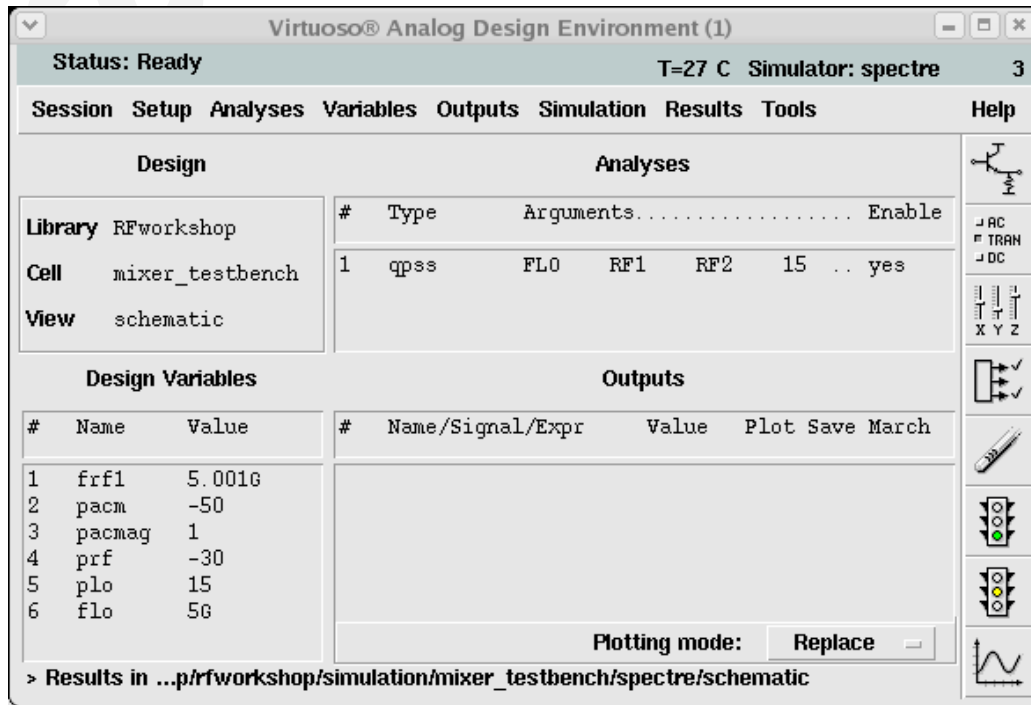 Virtuoso® Analog Design Environment (1)
Status: Ready T=27 C Simulator: spectre 3
Session Setup Analyses Variables Outputs Simulation Results Tools Help
Design
Library RFworkshop
Cell mixer_testbench
View schematic
Analyses
# Type Arguments................... Enable
1 qpss FLO RF1 RF2 15 .. yes
Design Variables
# Name Value
1 frf1 5.001G
2 pacm -50
3 pacmag 1
4 prf -30
5 plo 15
6 flo 5G
Outputs
# Name/Signal/Expr Value Plot Save March
Plotting mode: Replace
> Results in ...p/rfworkshop/simulation/mixer_testbench/spectre/schematic
AC
TRAN
DC
X Y Z